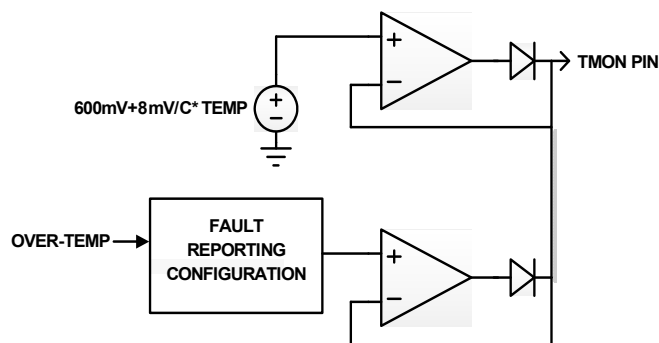 +
−
TMON PIN
600mV+8mV/C* TEMP
+
−
OVER-TEMP
FAULT
REPORTING
CONFIGURATION
+
−